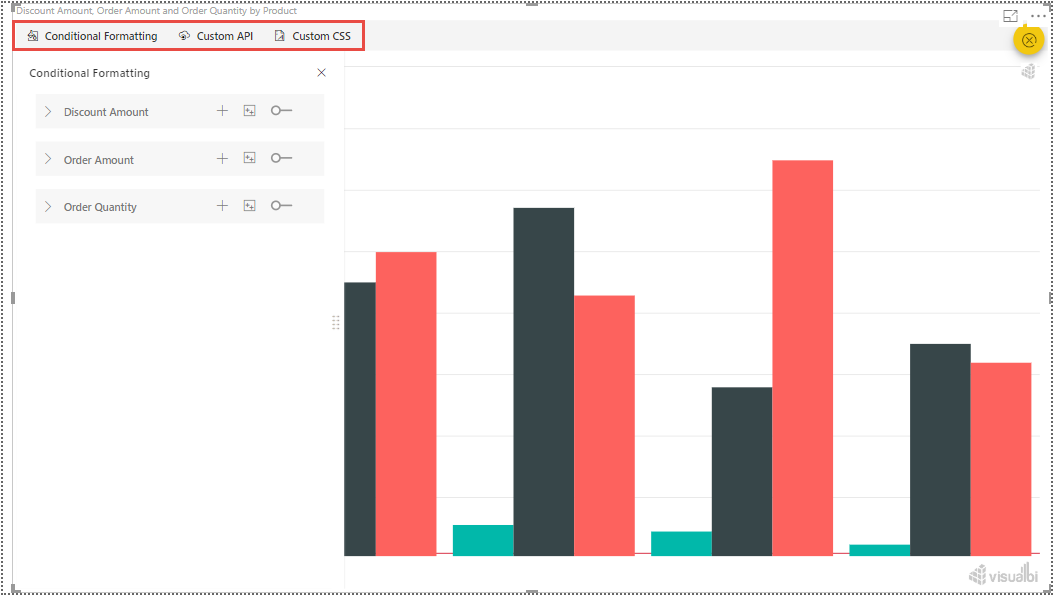 Discount Amount, Order Amount and Order Quantity by Product
Conditional Formatting Custom API Custom CSS
Conditional Formatting
Discount Amount
Order Amount
Order Quantity
visualbi